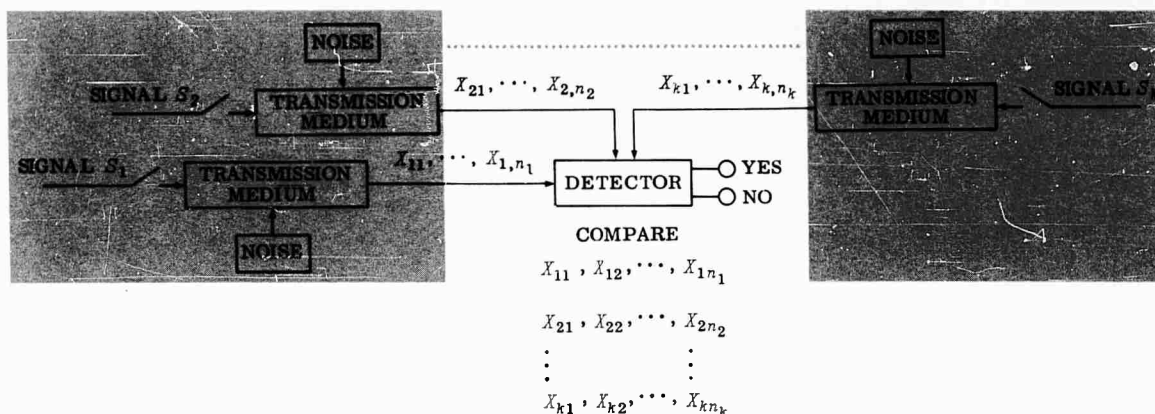 NOISE
NOISE
X₂₁, ···, X₂,ₙ₂
Xₖ₁, ···, Xₖ,ₙₖ
SIGNAL S₂
TRANSMISSION MEDIUM
TRANSMISSION MEDIUM
SIGNAL
X₁₁, ···, X₁,ₙ₁
SIGNAL S₁
TRANSMISSION MEDIUM
DETECTOR
YES
NO
NOISE
COMPARE
X₁₁ , X₁₂ , ··· , X₁ₙ₁
X₂₁ , X₂₂ , ··· , X₂ₙ₂
⋮ ⋮
Xₖ₁ , Xₖ₂ , ··· , Xₖₙₖ